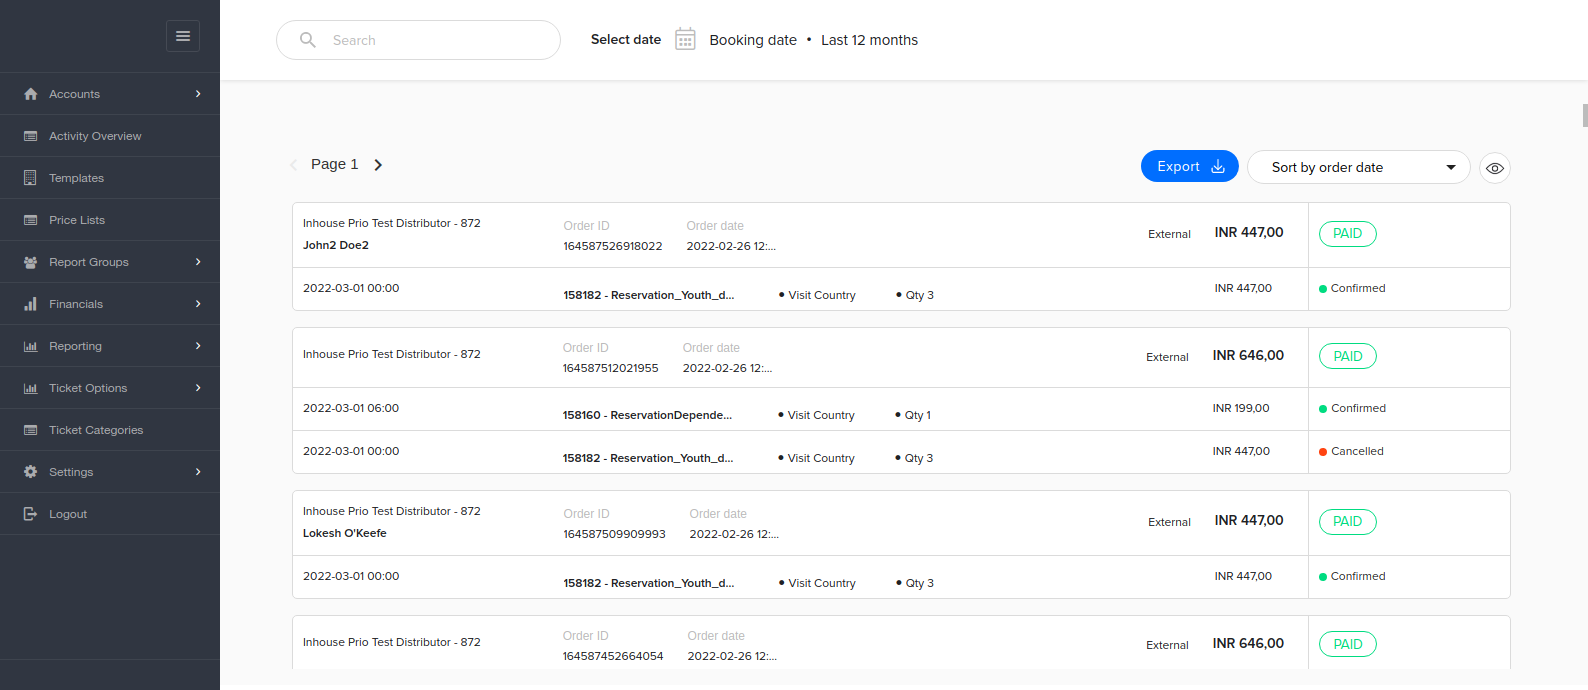 Search
Select date Booking date • Last 12 months
Accounts
Activity Overview
Templates
Price Lists
Report Groups
Financials
Reporting
Ticket Options
Ticket Categories
Settings
Logout
Page 1
Export
Sort by order date
Inhouse Prio Test Distributor - 872
John2 Doe2
Order ID
164587526918022
Order date
2022-02-26 12:...
External
INR 447,00
PAID
2022-03-01 00:00
158182 - Reservation_Youth_d...
• Visit Country
• Qty 3
INR 447,00
Confirmed
Inhouse Prio Test Distributor - 872
Order ID
164587512021955
Order date
2022-02-26 12:...
External
INR 646,00
PAID
2022-03-01 06:00
158160 - ReservationDepende...
• Visit Country
• Qty 1
INR 199,00
Confirmed
2022-03-01 00:00
158182 - Reservation_Youth_d...
• Visit Country
• Qty 3
INR 447,00
Cancelled
Inhouse Prio Test Distributor - 872
Lokesh O'Keefe
Order ID
164587509909993
Order date
2022-02-26 12:...
External
INR 447,00
PAID
2022-03-01 00:00
158182 - Reservation_Youth_d...
• Visit Country
• Qty 3
INR 447,00
Confirmed
Inhouse Prio Test Distributor - 872
Order ID
164587452664054
Order date
2022-02-26 12:...
External
INR 646,00
PAID